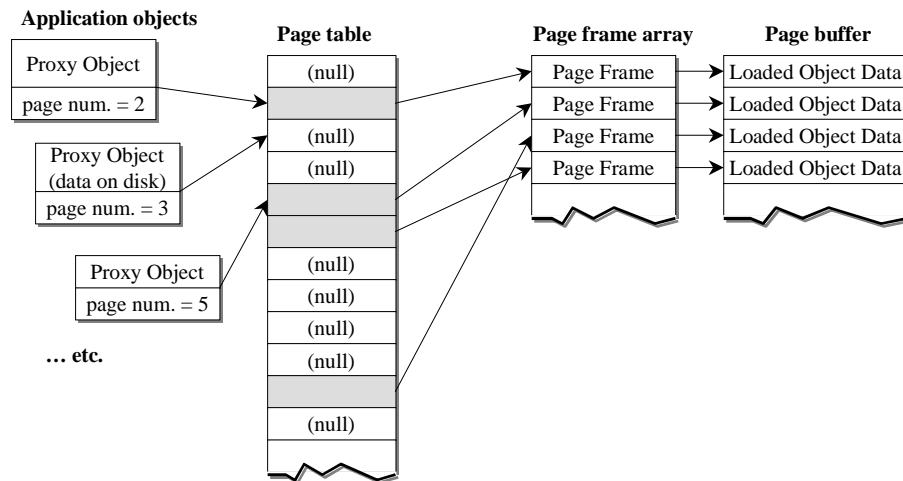 Application objects
Proxy Object
page num. = 2
Proxy Object
(data on disk)
page num. = 3
Proxy Object
page num. = 5
… etc.
Page table
(null)
(null)
(null)
(null)
(null)
(null)
(null)
(null)
Page frame array
Page Frame
Page Frame
Page Frame
Page Frame
Page buffer
Loaded Object Data
Loaded Object Data
Loaded Object Data
Loaded Object Data